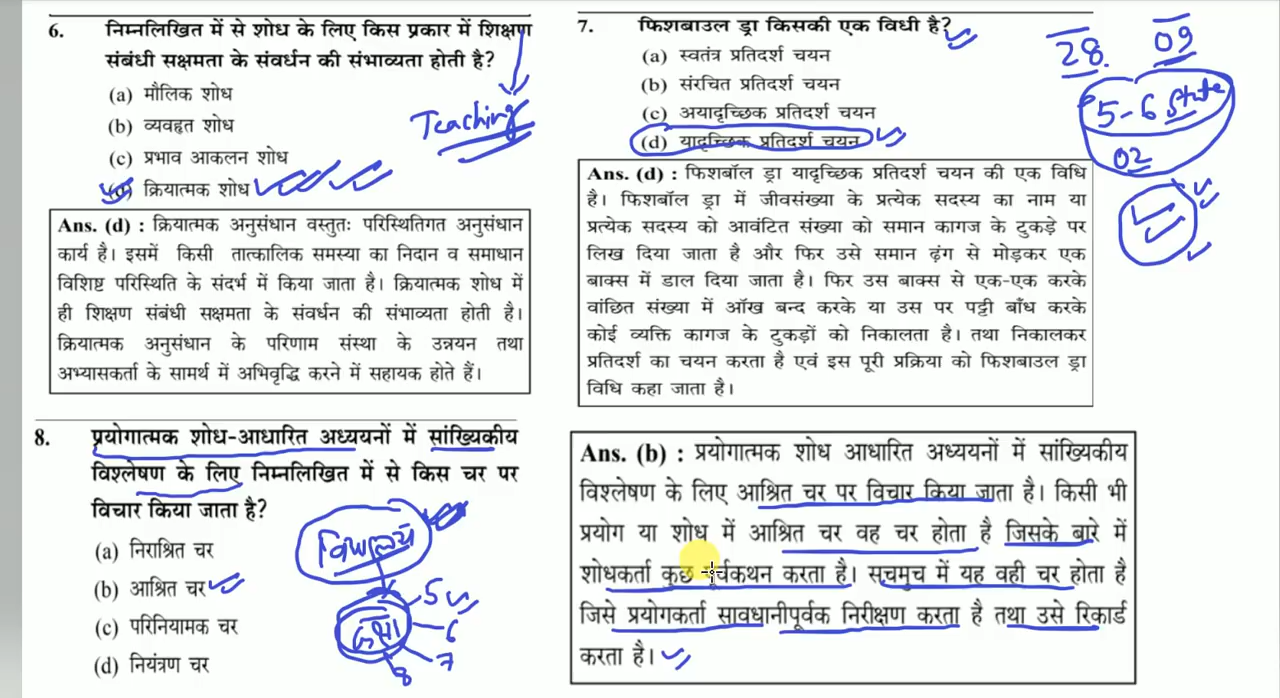 6. निम्नलिखित में से शोध के लिए किस प्रकार में शिक्षण
संबंधी सक्षमता के संवर्धन की संभाव्यता होती है?
(a) मौलिक शोध
(b) व्यवहृत शोध
(c) प्रभाव आकलन शोध
(d) क्रियात्मक शोध
Teaching
Ans. (d) : क्रियात्मक अनुसंधान वस्तुतः परिस्थितिगत अनुसंधान
कार्य है। इसमें किसी तात्कालिक समस्या का निदान व समाधान
विशिष्ट परिस्थिति के संदर्भ में किया जाता है। क्रियात्मक शोध में
ही शिक्षण संबंधी सक्षमता के संवर्धन की संभाव्यता होती है।
क्रियात्मक अनुसंधान के परिणाम संस्था के उन्नयन तथा
अभ्यासकर्ता के सामर्थ में अभिवृद्धि करने में सहायक होते हैं।
7. फिशबाउल ड्रा किसकी एक विधी है?
(a) स्वतंत्र प्रतिदर्श चयन
(b) संरचित प्रतिदर्श चयन
(c) अयादृच्छिक प्रतिदर्श चयन
(d) यादृच्छिक प्रतिदर्श चयन
28. 09
5-6 State
02
Ans. (d) : फिशबॉल ड्रा यादृच्छिक प्रतिदर्श चयन की एक विधि
है। फिशबॉल ड्रा में जीवसंख्या के प्रत्येक सदस्य का नाम या
प्रत्येक सदस्य को आवंटित संख्या को समान कागज के टुकड़े पर
लिख दिया जाता है और फिर उसे समान ढ़ंग से मोड़कर एक
बाक्स में डाल दिया जाता है। फिर उस बाक्स से एक-एक करके
वांछित संख्या में आँख बन्द करके या उस पर पट्टी बाँध करके
कोई व्यक्ति कागज के टुकड़ों को निकालता है। तथा निकालकर
प्रतिदर्श का चयन करता है एवं इस पूरी प्रक्रिया को फिशबाउल ड्रा
विधि कहा जाता है।
8. प्रयोगात्मक शोध-आधारित अध्ययनों में सांख्यिकीय
विश्लेषण के लिए निम्नलिखित में से किस चर पर
विचार किया जाता है?
(a) निराश्रित चर
(b) आश्रित चर
(c) परिनियामक चर
(d) नियंत्रण चर
5
6
7
8
Ans. (b) : प्रयोगात्मक शोध आधारित अध्ययनों में सांख्यिकीय
विश्लेषण के लिए आश्रित चर पर विचार किया जाता है। किसी भी
प्रयोग या शोध में आश्रित चर वह चर होता है जिसके बारे में
शोधकर्ता कुछ पूर्वकथन करता है। सचमुच में यह वही चर होता है
जिसे प्रयोगकर्ता सावधानीपूर्वक निरीक्षण करता है तथा उसे रिकार्ड
करता है।